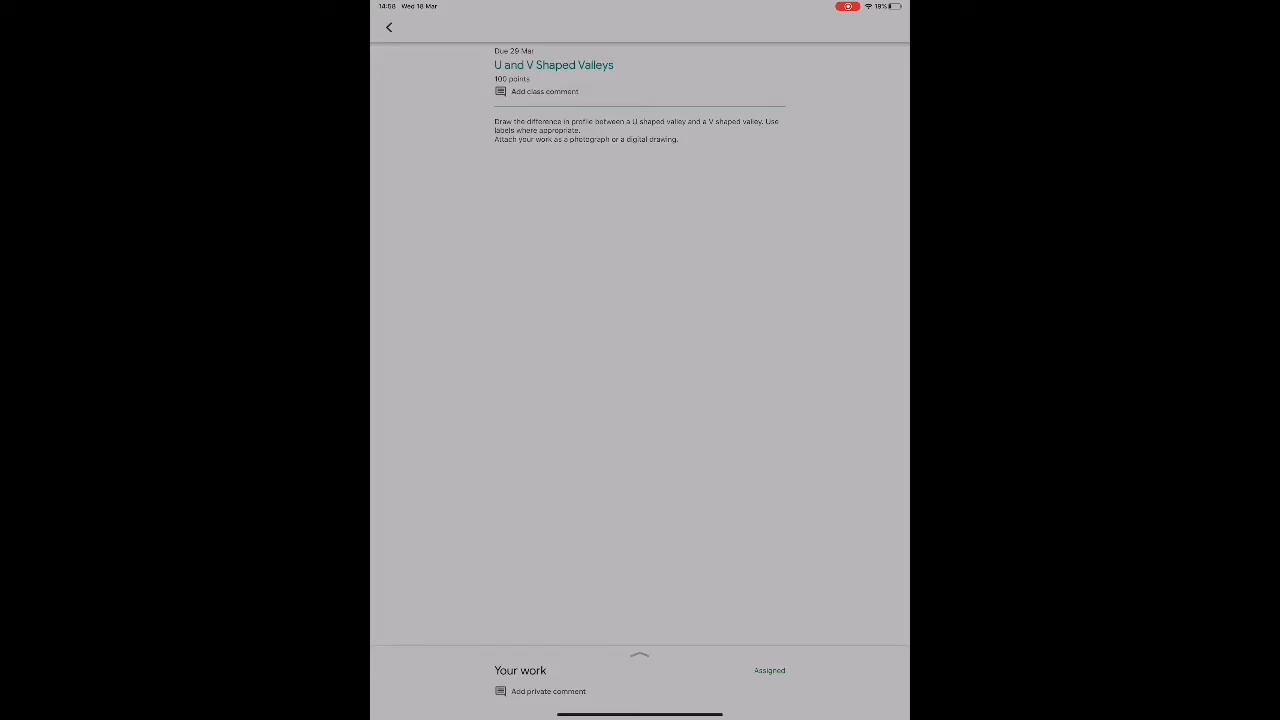 14:58 Wed 18 Mar 19%
Due 29 Mar
U and V Shaped Valleys
100 points
Add class comment
Draw the difference in profile between a U shaped valley and a V shaped valley. Use
labels where appropriate.
Attach your work as a photograph or a digital drawing.
Your work Assigned
Add private comment